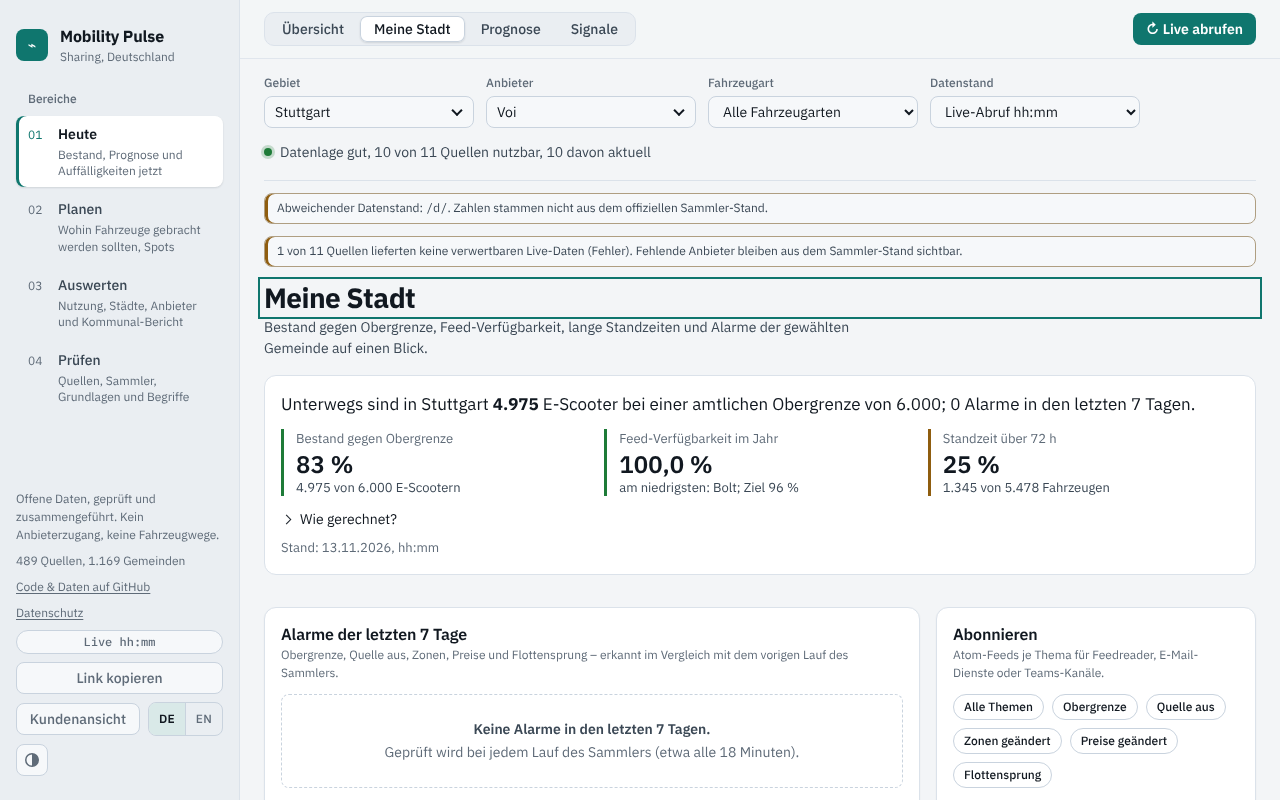 Mobility Pulse
Sharing, Deutschland
Bereiche
01 Heute
Bestand, Prognose und
Auffälligkeiten jetzt
02 Planen
Wohin Fahrzeuge gebracht
werden sollten, Spots
03 Auswerten
Nutzung, Städte, Anbieter
und Kommunal-Bericht
04 Prüfen
Quellen, Sammler,
Grundlagen und Begriffe
Offene Daten, geprüft und
zusammengeführt. Kein
Anbieterzugang, keine Fahrzeugwege.
489 Quellen, 1.169 Gemeinden
Code & Daten auf GitHub
Datenschutz
Live hh:mm
Link kopieren
Kundenansicht DE EN
Übersicht Meine Stadt Prognose Signale
↻ Live abrufen
Gebiet Anbieter Fahrzeugart Datenstand
Stuttgart Voi Alle Fahrzeugarten Live-Abruf hh:mm
Datenlage gut, 10 von 11 Quellen nutzbar, 10 davon aktuell
Abweichender Datenstand: /d/. Zahlen stammen nicht aus dem offiziellen Sammler-Stand.
1 von 11 Quellen lieferten keine verwertbaren Live-Daten (Fehler). Fehlende Anbieter bleiben aus dem Sammler-Stand sichtbar.
Meine Stadt
Bestand gegen Obergrenze, Feed-Verfügbarkeit, lange Standzeiten und Alarme der gewählten
Gemeinde auf einen Blick.
Unterwegs sind in Stuttgart 4.975 E-Scooter bei einer amtlichen Obergrenze von 6.000; 0 Alarme in den letzten 7 Tagen.
Bestand gegen Obergrenze
83 %
4.975 von 6.000 E-Scootern
Feed-Verfügbarkeit im Jahr
100,0 %
am niedrigsten: Bolt; Ziel 96 %
Standzeit über 72 h
25 %
1.345 von 5.478 Fahrzeugen
Wie gerechnet?
Stand: 13.11.2026, hh:mm
Alarme der letzten 7 Tage
Obergrenze, Quelle aus, Zonen, Preise und Flottensprung – erkannt im Vergleich mit dem vorigen Lauf des
Sammlers.
Keine Alarme in den letzten 7 Tagen.
Geprüft wird bei jedem Lauf des Sammlers (etwa alle 18 Minuten).
Abonnieren
Atom-Feeds je Thema für Feedreader, E-Mail-
Dienste oder Teams-Kanäle.
Alle Themen Obergrenze Quelle aus
Zonen geändert Preise geändert
Flottensprung